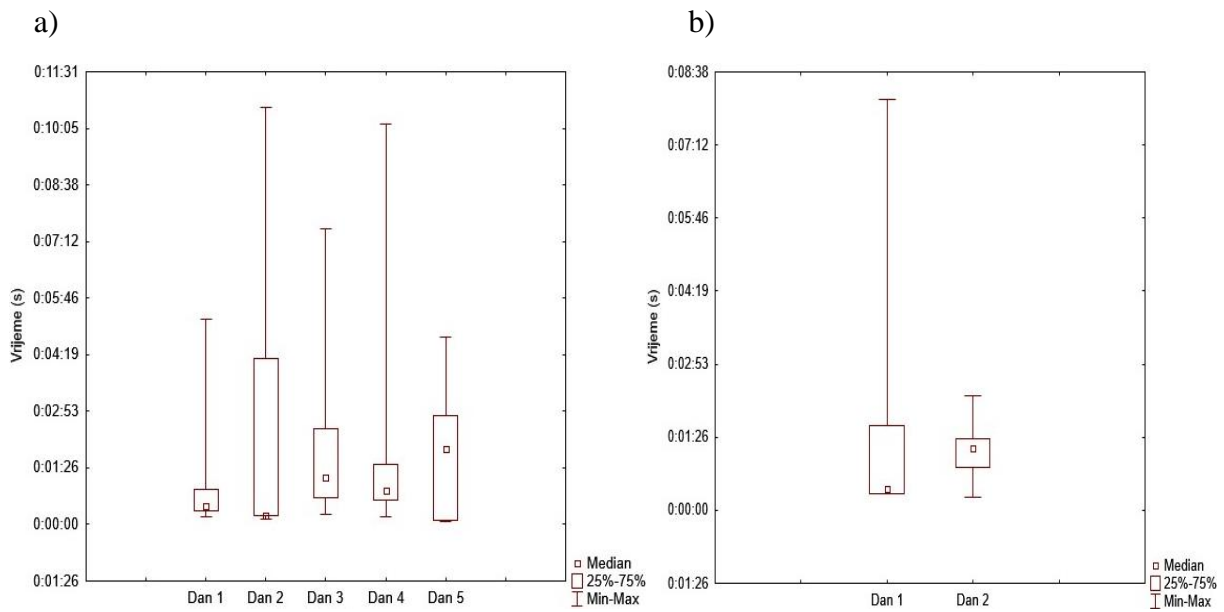 a)
0:11:31
0:10:05
0:08:38
0:07:12
0:05:46
0:04:19
0:02:53
0:01:26
0:00:00
0:01:26
Vrijeme (s)
Dan 1 Dan 2 Dan 3 Dan 4 Dan 5
Median
25%-75%
Min-Max
b)
0:08:38
0:07:12
0:05:46
0:04:19
0:02:53
0:01:26
0:00:00
0:01:26
Vrijeme (s)
Dan 1 Dan 2
Median
25%-75%
Min-Max